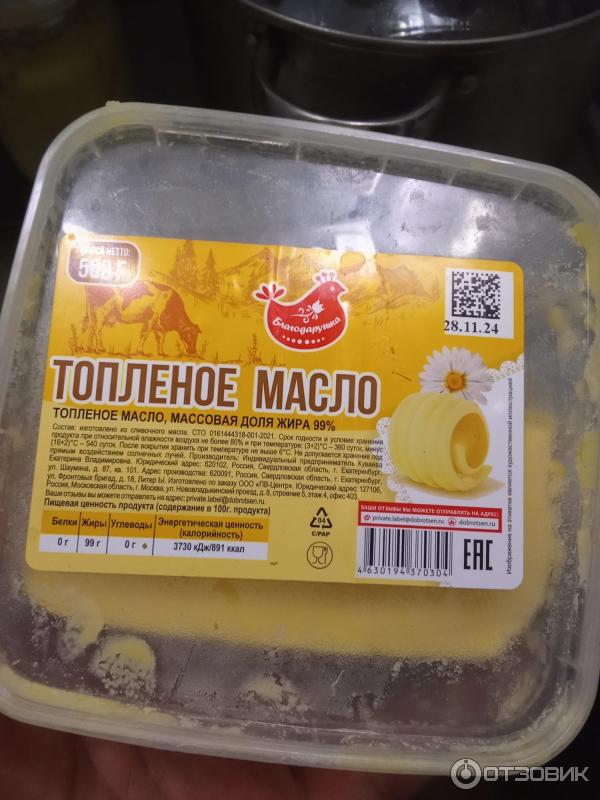 МАССА НЕТТО:
500 Г
Благодарушка
28.11.24
ТОПЛЕНОЕ МАСЛО
ТОПЛЕНОЕ МАСЛО, МАССОВАЯ ДОЛЯ ЖИРА 99%
Состав: изготовлено из сливочного масла. СТО 0161444318-001-2021. Срок годности и условия хранения
продукта при относительной влажности воздуха не более 80% и при температуре: (3+2)°С – 360 суток, минус
(16+2)°С – 540 суток. После вскрытия хранить при температуре не выше 6°С. Не допускается хранение под
прямым воздействием солнечных лучей. Производитель: Индивидуальный предприниматель Куваева
Екатерина Владимировна. Юридический адрес: 620102, Россия, Свердловская область, г. Екатеринбург,
ул. Шаумяна, д. 87, кв. 101. Адрес производства: 620091, Россия, Свердловская область, г. Екатеринбург,
ул. Фронтовых бригад, д. 18, Литер Ы. Изготовлено по заказу ООО «ПВ-Центр». Юридический адрес: 127106,
Россия, Московская область, г. Москва, ул. Нововладыкинский проезд, д. 8, строение 5, этаж 4, офис 403.
Ваши отзывы вы можете отправлять на адрес: private.label@dobrotsen.ru
Пищевая ценность продукта (содержание в 100г. продукта)
Белки Жиры Углеводы Энергетическая ценность (калорийность)
0 г 99 г 0 г 3730 кДж/891 ккал
84
C/PAP
ВАШИ ОТЗЫВЫ ВЫ МОЖЕТЕ ОТПРАВЛЯТЬ НА АДРЕС:
private.label@dobrotsen.ru dobrotsen.ru
4630194370304
EAC
Изображение на этикетке является художественной иллюстрацией
ОТЗОВИК